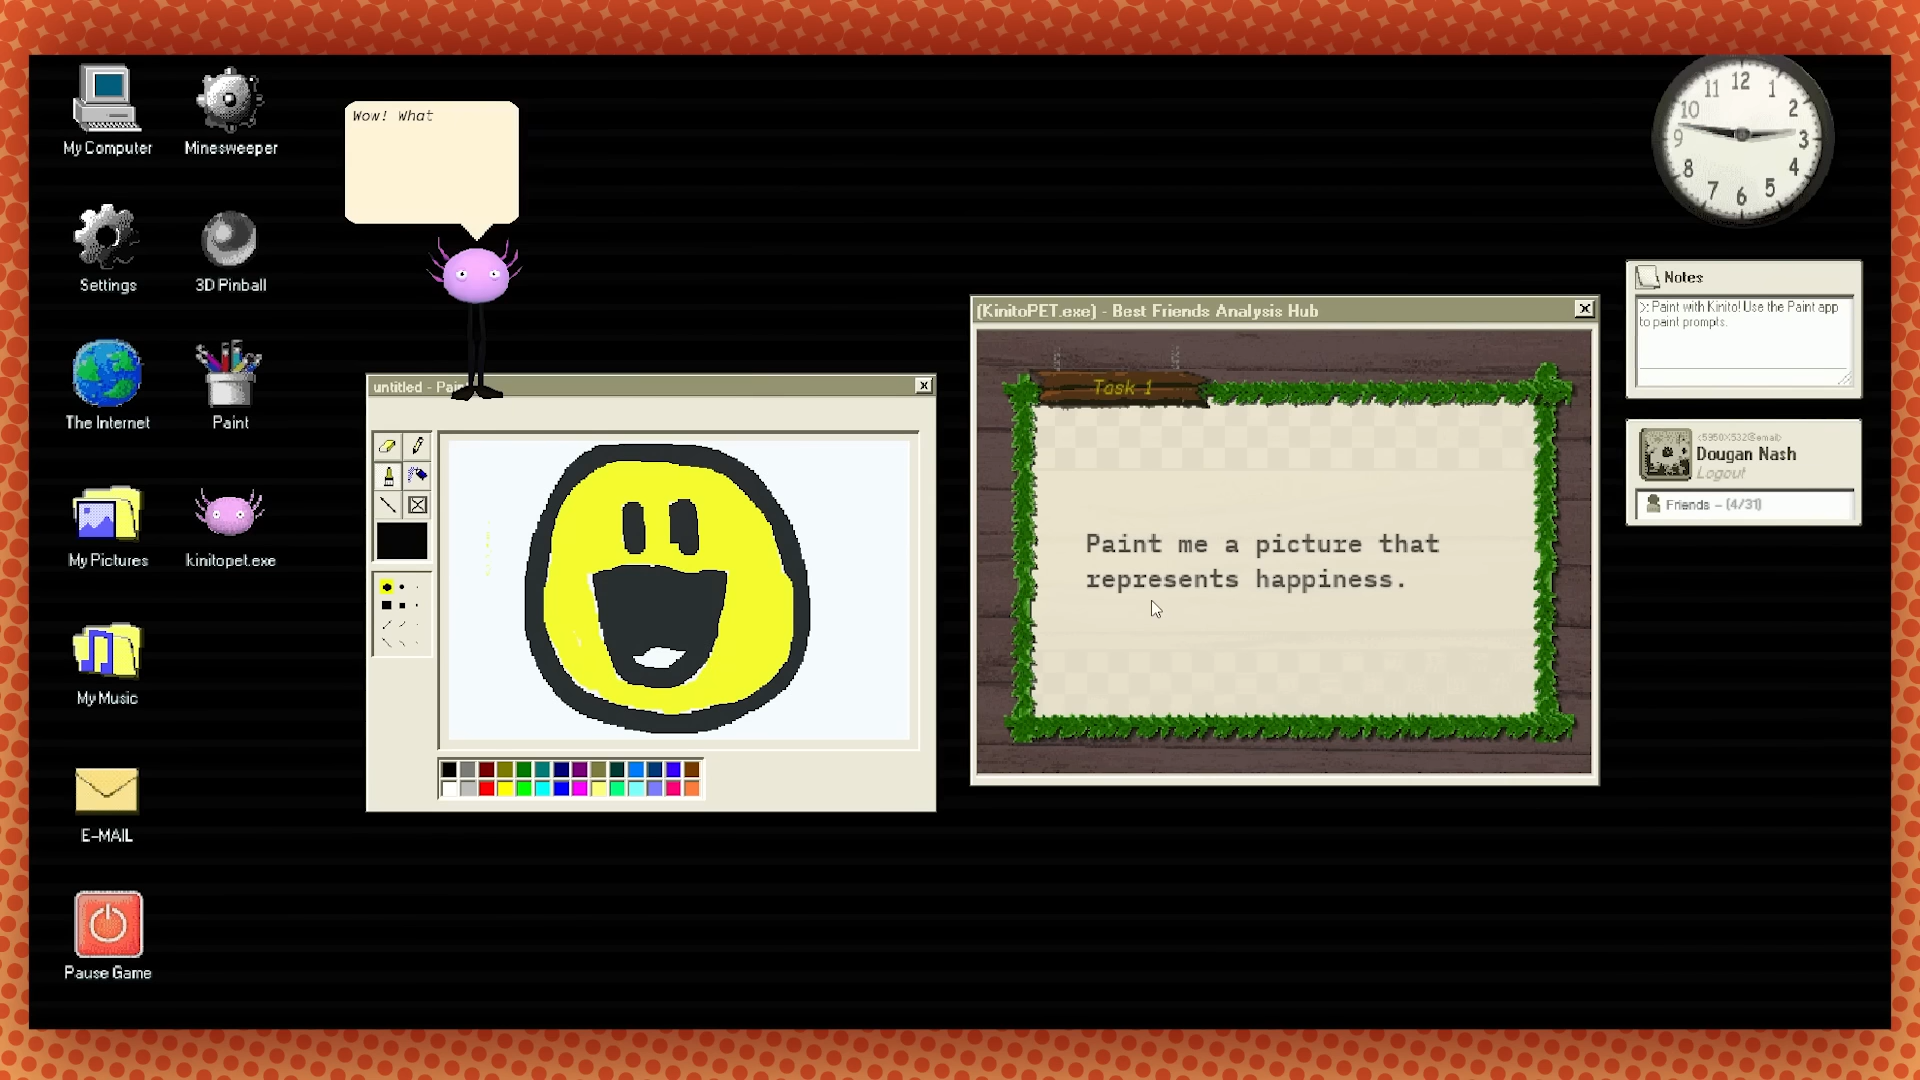 My Computer
Minesweeper
Settings
3D Pinball
The Internet
Paint
My Pictures
kinitopet.exe
My Music
E-MAIL
Pause Game
Wow! What
untitled - Pai
(KinitoPET.exe) - Best Friends Analysis Hub
Task 1
Paint me a picture that
represents happiness.
12
1
2
3
4
5
6
7
8
9
10
11
Notes
>: Paint with Kinito! Use the Paint app
to paint prompts.
<5950X532@email>
Dougan Nash
Logout
Friends - (4/31)